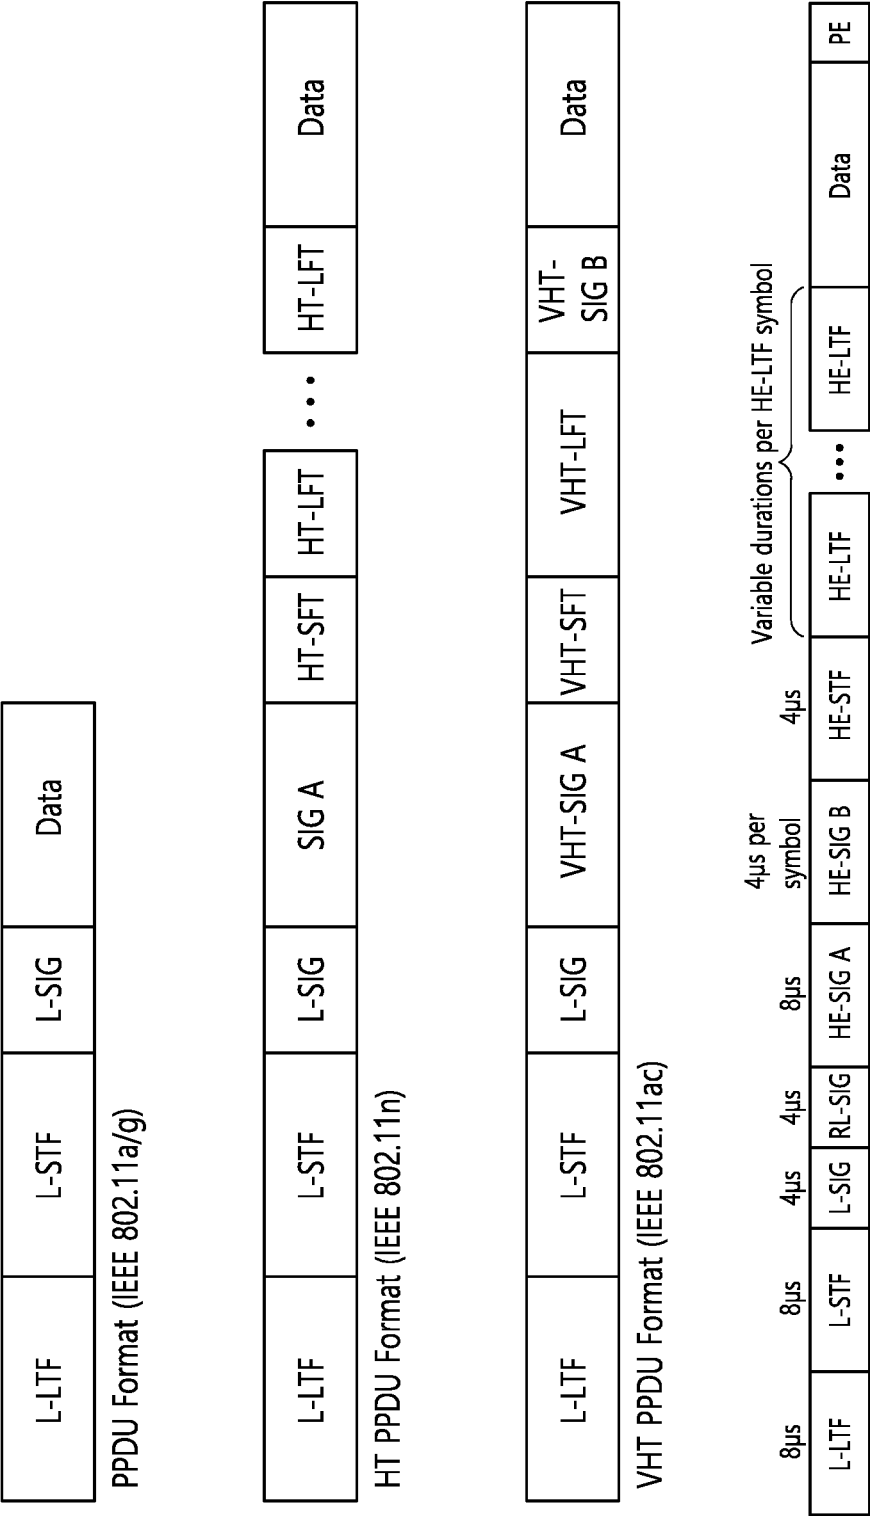 L-LTF
L-STF
L-SIG
Data
PPDU Format (IEEE 802.11a/g)
L-LTF
L-STF
L-SIG
SIG A
HT-SFT
HT-LFT
•••
HT-LFT
Data
HT PPDU Format (IEEE 802.11n)
L-LTF
L-STF
L-SIG
VHT-SIG A
VHT-SFT
VHT-LFT
VHT-
SIG B
Data
VHT PPDU Format (IEEE 802.11ac)
Variable durations per HE-LTF symbol
8µs
8µs
4µs
4µs
8µs
4µs per
symbol
4µs
L-LTF
L-STF
L-SIG
RL-SIG
HE-SIG A
HE-SIG B
HE-STF
HE-LTF
•••
HE-LTF
Data
PE